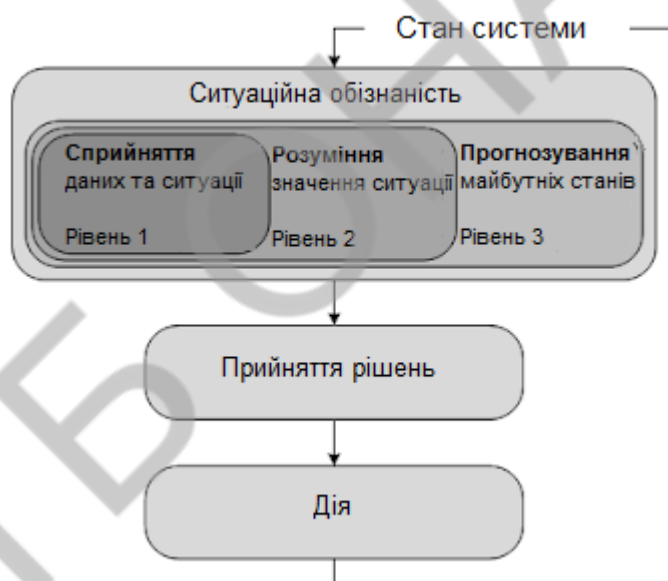 Стан системи
Ситуаційна обізнаність
Сприйняття
даних та ситуації
Рівень 1
Розуміння
значення ситуації
Рівень 2
Прогнозування
майбутніх станів
Рівень 3
Прийняття рішень
Дія